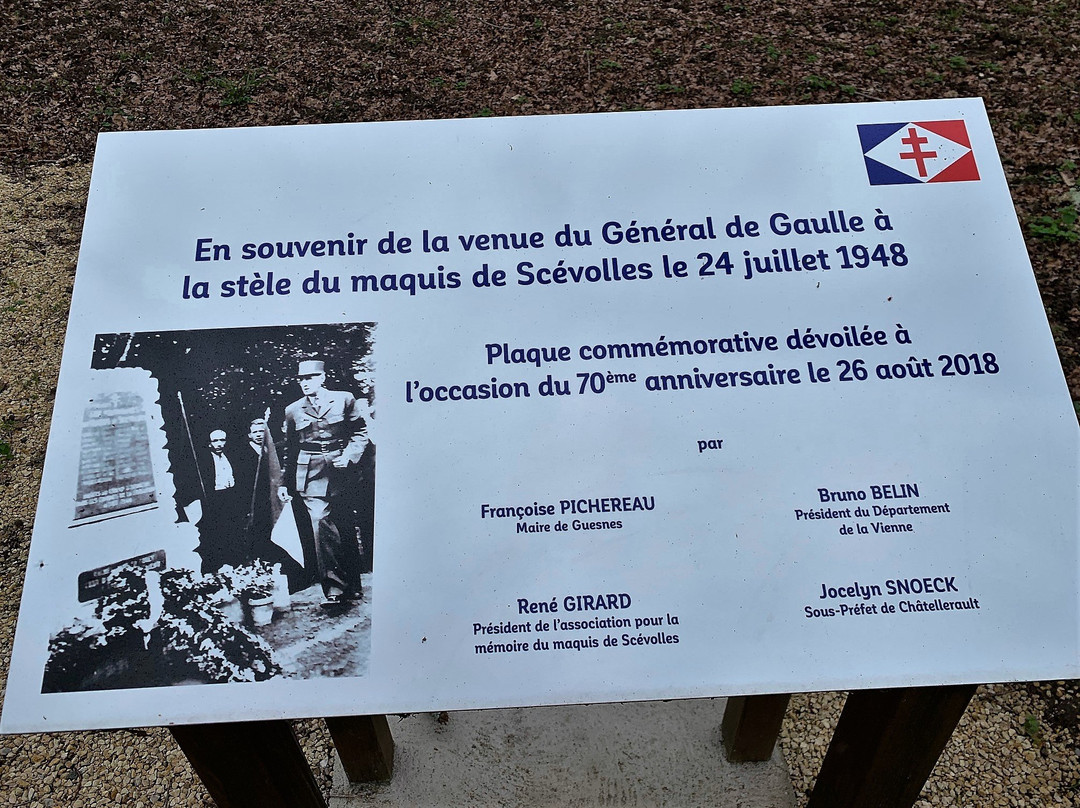 En souvenir de la venue du Général de Gaulle à
la stèle du maquis de Scévolles le 24 juillet 1948
Plaque commémorative dévoilée à
l'occasion du 70ème anniversaire le 26 août 2018
par
Françoise PICHEREAU
Maire de Guesnes
Bruno BELIN
Président du Département
de la Vienne
René GIRARD
Président de l'association pour la
mémoire du maquis de Scévolles
Jocelyn SNOECK
Sous-Préfet de Châtellerault